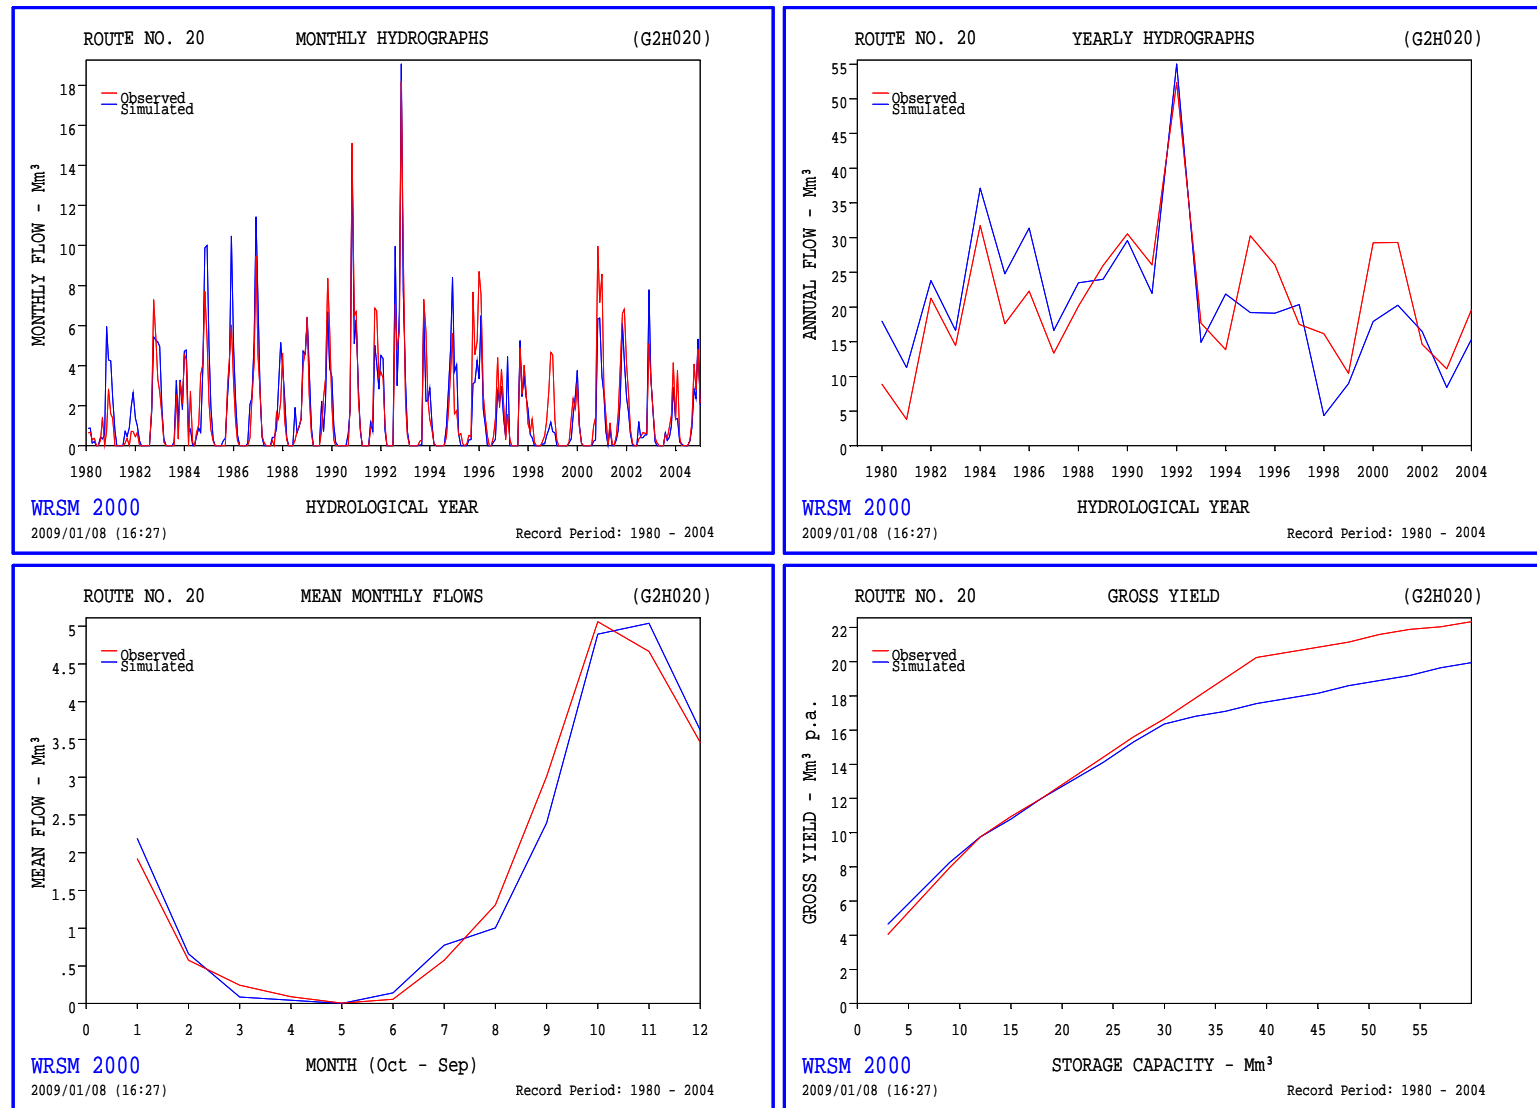 ROUTE NO. 20 MONTHLY HYDROGRAPHS (G2H020)
Observed
Simulated
MONTHLY FLOW - Mm³
18
16
14
12
10
8
6
4
2
0
1980 1982 1984 1986 1988 1990 1992 1994 1996 1998 2000 2002 2004
HYDROLOGICAL YEAR
WRSM 2000
2009/01/08 (16:27) Record Period: 1980 - 2004
ROUTE NO. 20 YEARLY HYDROGRAPHS (G2H020)
Observed
Simulated
ANNUAL FLOW - Mm³
55
50
45
40
35
30
25
20
15
10
5
0
1980 1982 1984 1986 1988 1990 1992 1994 1996 1998 2000 2002 2004
HYDROLOGICAL YEAR
WRSM 2000
2009/01/08 (16:27) Record Period: 1980 - 2004
ROUTE NO. 20 MEAN MONTHLY FLOWS (G2H020)
Observed
Simulated
MEAN FLOW - Mm³
5
4.5
4
3.5
3
2.5
2
1.5
1
.5
0
0 1 2 3 4 5 6 7 8 9 10 11 12
MONTH (Oct - Sep)
WRSM 2000
2009/01/08 (16:27) Record Period: 1980 - 2004
ROUTE NO. 20 GROSS YIELD (G2H020)
Observed
Simulated
GROSS YIELD - Mm³ p.a.
22
20
18
16
14
12
10
8
6
4
2
0
0 5 10 15 20 25 30 35 40 45 50 55
STORAGE CAPACITY - Mm³
WRSM 2000
2009/01/08 (16:27) Record Period: 1980 - 2004